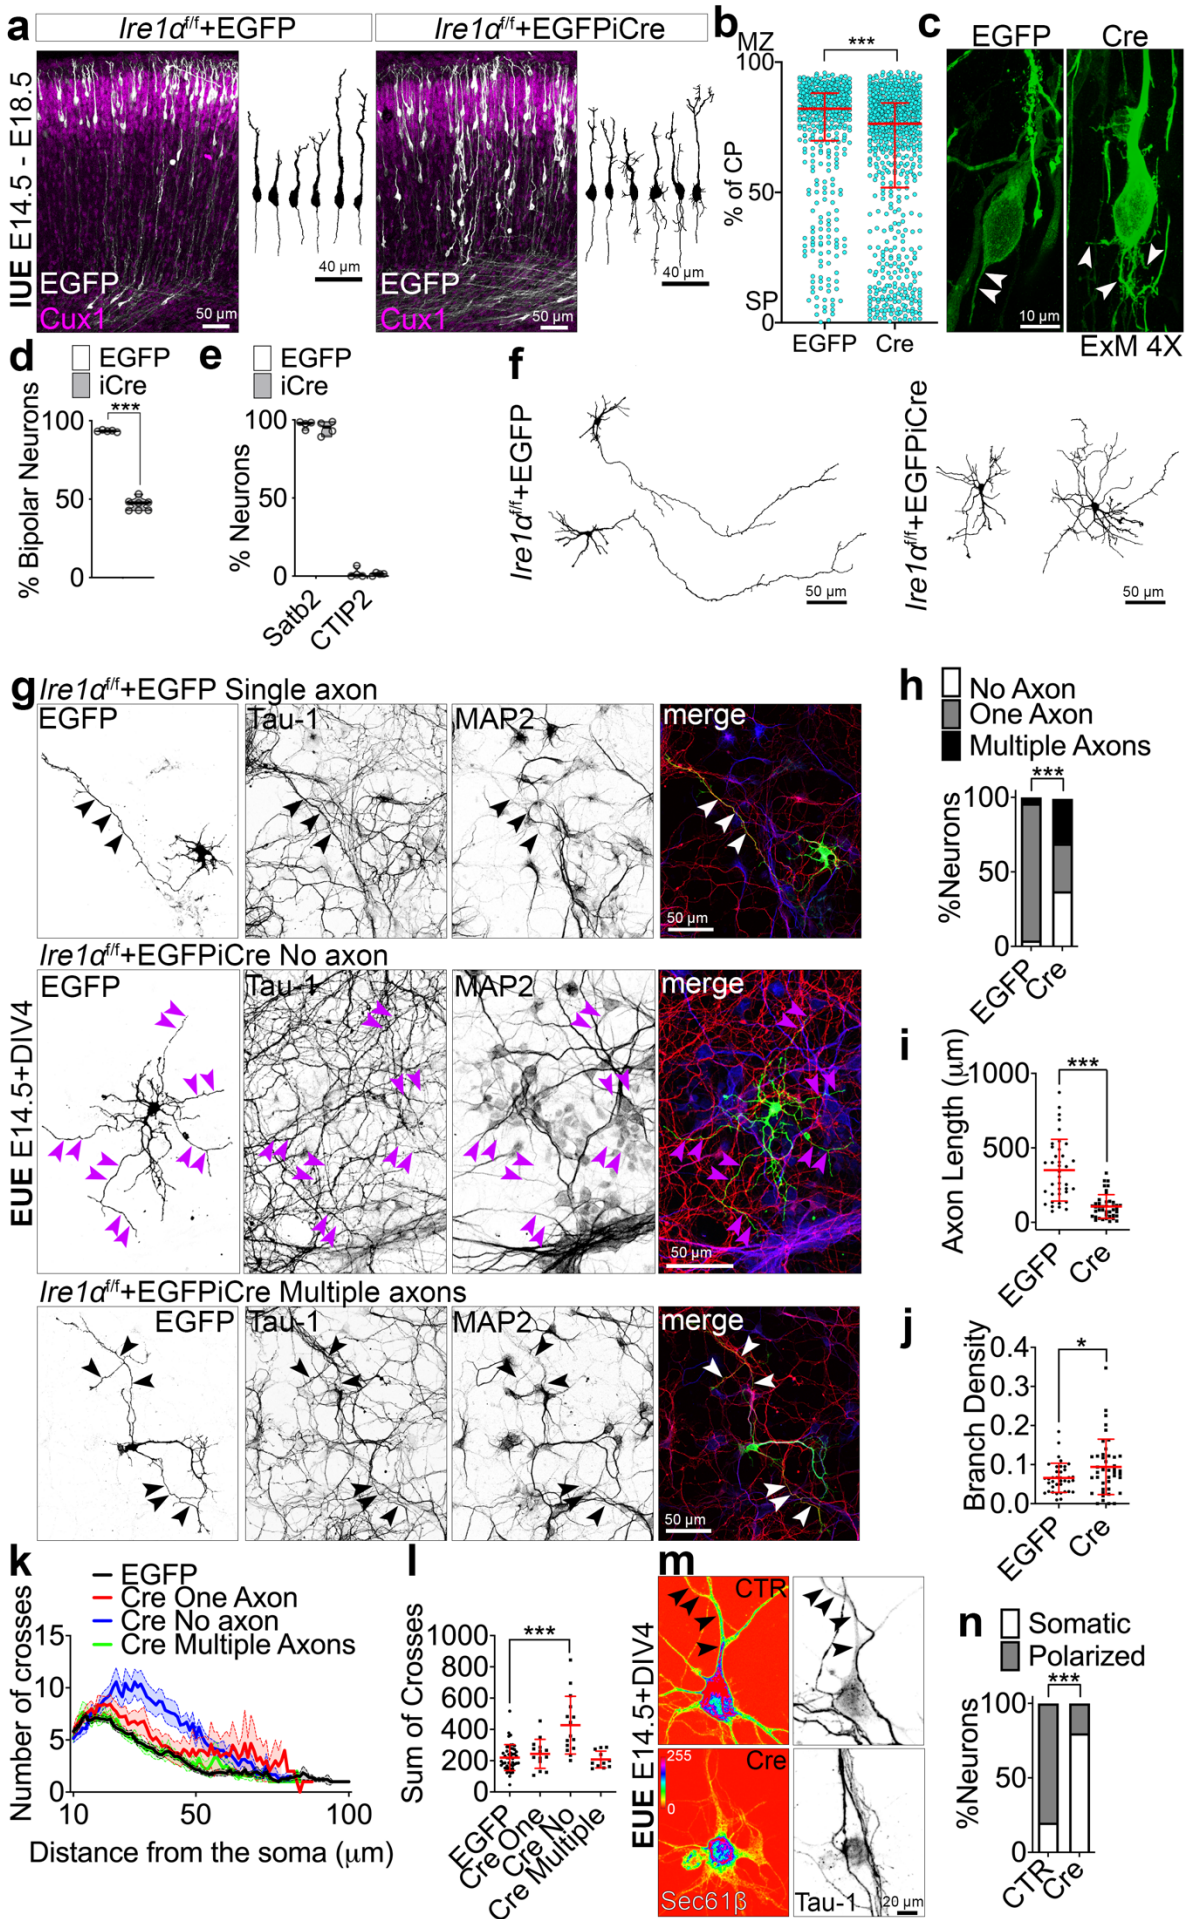 a
Ire1α^f/f+EGFP
Ire1α^f/f+EGFPiCre
IUE E14.5 - E18.5
EGFP
Cux1
50 µm
40 µm
EGFP
Cux1
50 µm
40 µm
b
MZ
***
100
50
0
SP
% of CP
EGFP Cre
c
EGFP Cre
10 µm
ExM 4X
d
EGFP
iCre
***
100
50
0
% Bipolar Neurons
e
EGFP
iCre
100
50
0
% Neurons
Satb2
CTIP2
f
Ire1α^f/f+EGFP
50 µm
Ire1α^f/f+EGFPiCre
50 µm
g
Ire1α^f/f+EGFP Single axon
EGFP Tau-1 MAP2 merge
50 µm
Ire1α^f/f+EGFPiCre No axon
EGFP Tau-1 MAP2 merge
50 µm
Ire1α^f/f+EGFPiCre Multiple axons
EGFP Tau-1 MAP2 merge
50 µm
EUE E14.5+DIV4
h
No Axon
One Axon
Multiple Axons
***
100
50
0
%Neurons
EGFP
Cre
i
***
1000
500
0
Axon Length (µm)
EGFP
Cre
j
*
0.4
0.3
0.2
0.1
0.0
Branch Density
EGFP
Cre
k
EGFP
Cre One Axon
Cre No axon
Cre Multiple Axons
15
10
5
0
Number of crosses
10 50 100
Distance from the soma (µm)
l
***
1000
800
600
400
200
0
Sum of Crosses
EGFP
Cre One
Cre No
Cre Multiple
m
EUE E14.5+DIV4
CTR
Cre
255
0
Sec61β
Tau-1
20 µm
n
Somatic
Polarized
***
100
50
0
%Neurons
CTR
Cre